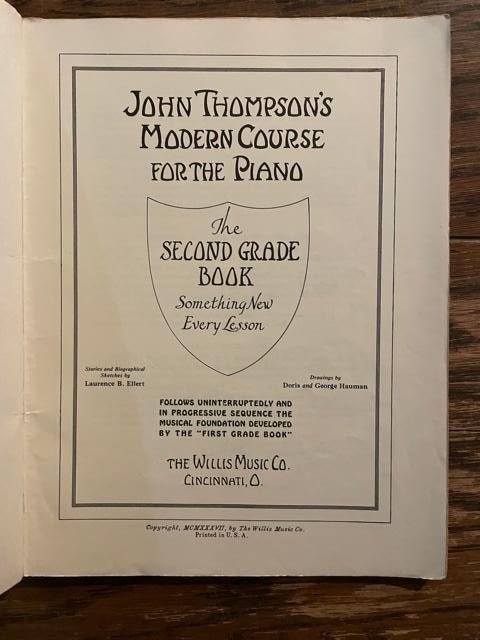 JOHN THOMPSON'S
MODERN COURSE
FOR THE PIANO
The
SECOND GRADE
BOOK
Something New
Every Lesson
Stories and Biographical
Sketches by
Laurence B. Ellert
Drawings by
Doris and George Hauman
FOLLOWS UNINTERRUPTEDLY AND
IN PROGRESSIVE SEQUENCE THE
MUSICAL FOUNDATION DEVELOPED
BY THE "FIRST GRADE BOOK"
THE WILLIS MUSIC CO.
CINCINNATI, O.
Copyright, MCMXXXVII, by The Willis Music Co.
Printed in U. S. A.